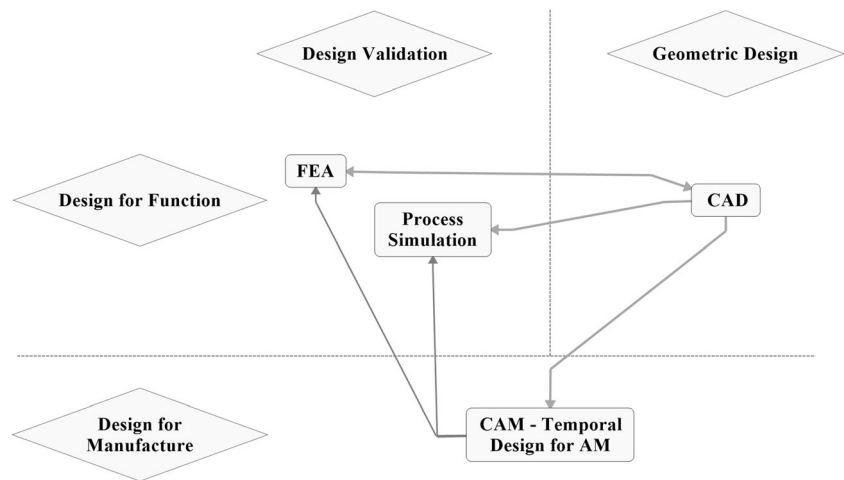 Design Validation
Geometric Design
FEA
Design for Function
CAD
Process
Simulation
Design for
Manufacture
CAM - Temporal
Design for AM